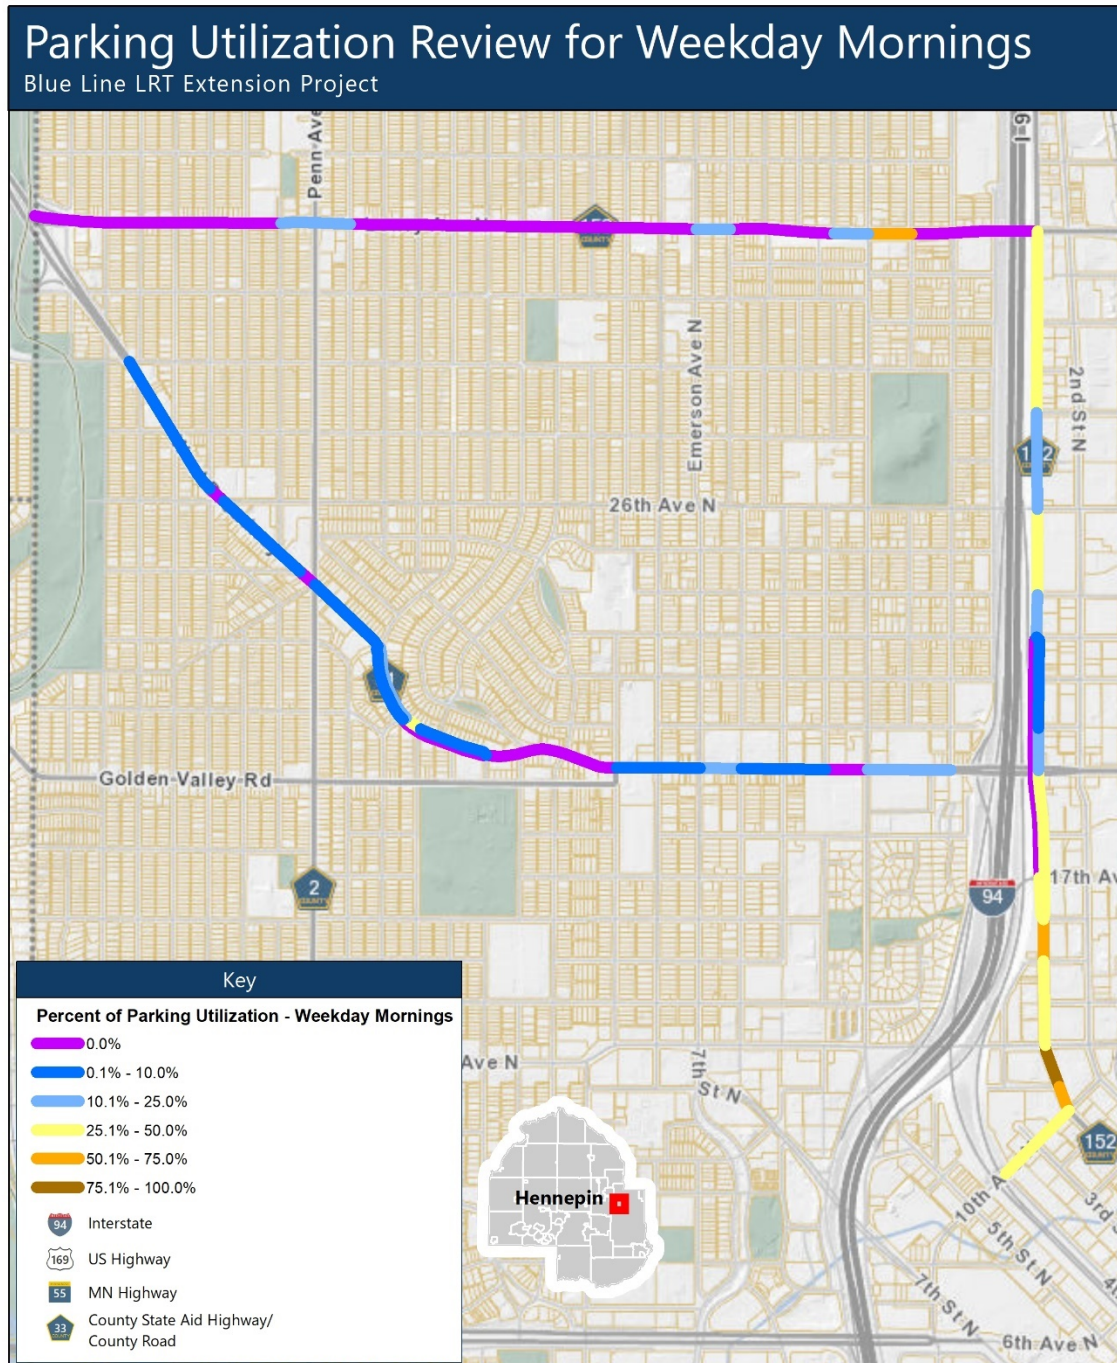 Parking Utilization Review for Weekday Mornings
Blue Line LRT Extension Project
Penn Ave
Emerson Ave N
2nd St N
26th Ave N
Golden Valley Rd
17th Av
94
2
Ave N
7th St N
152
10th A
3rd
5th St N
7th St N
6th Ave N
Hennepin
Key
Percent of Parking Utilization - Weekday Mornings
0.0%
0.1% - 10.0%
10.1% - 25.0%
25.1% - 50.0%
50.1% - 75.0%
75.1% - 100.0%
94 Interstate
169 US Highway
55 MN Highway
33 County State Aid Highway/
County Road